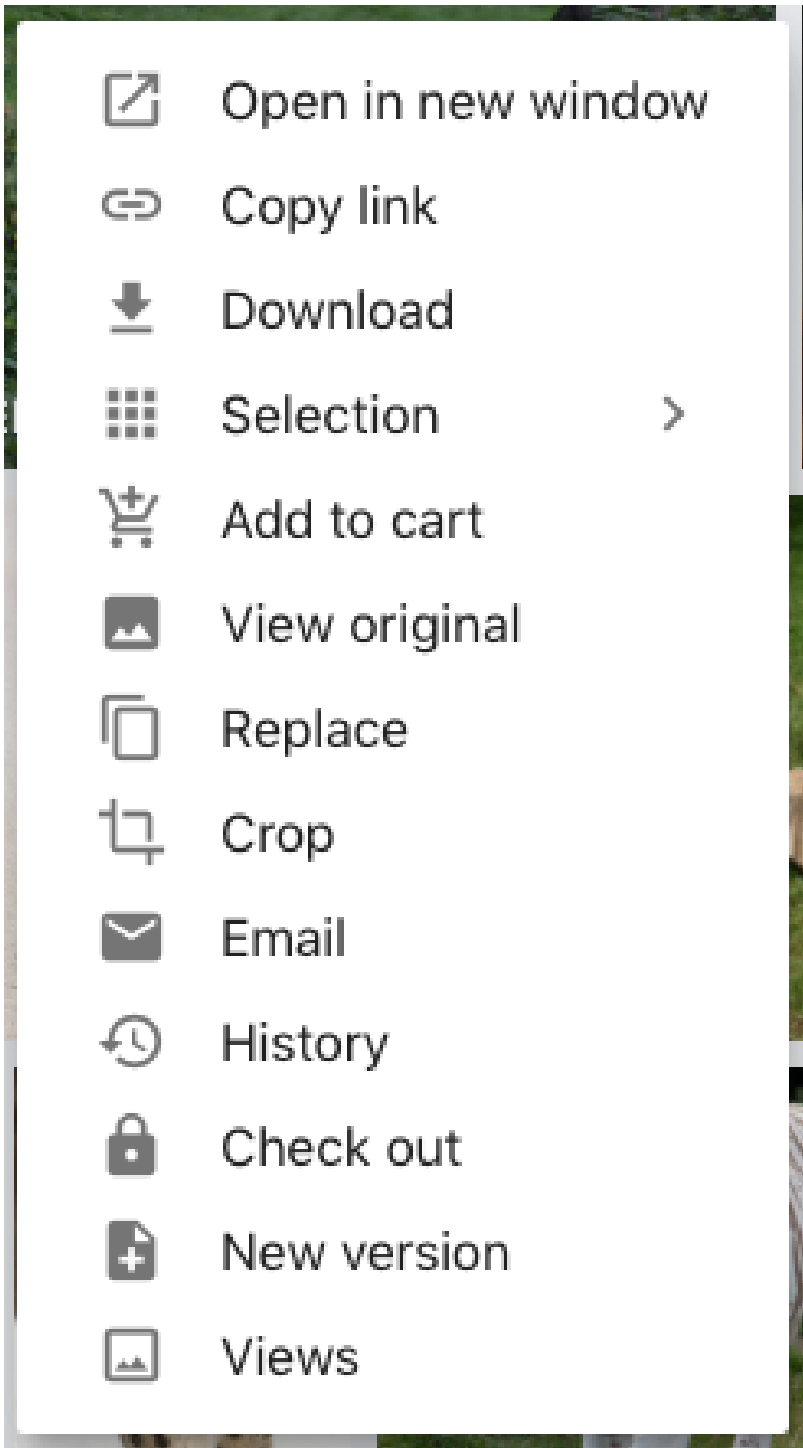 Open in new window
Copy link
Download
Selection
Add to cart
View original
Replace
Crop
Email
History
Check out
New version
Views